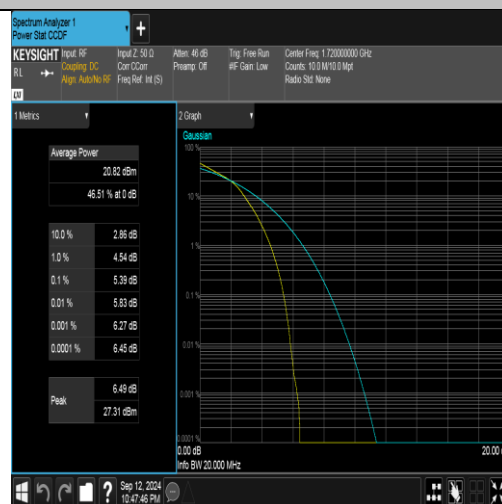 Spectrum Analyzer 1
Power Stat CCDF
+
KEYSIGHT
RL
Input: RF
Coupling: DC
Align: Auto/No RF
Input Z: 50 Ω
Corr CCorr
Freq Ref: Int (S)
Atten: 46 dB
Preamp: Off
Trig: Free Run
#IF Gain: Low
Center Freq: 1.720000000 GHz
Counts: 10.0 M/10.0 Mpt
Radio Std: None
1 Metrics
Average Power
20.82 dBm
46.51 % at 0 dB
10.0 % 2.86 dB
1.0 % 4.54 dB
0.1 % 5.39 dB
0.01 % 5.83 dB
0.001 % 6.27 dB
0.0001 % 6.45 dB
Peak
6.49 dB
27.31 dBm
2 Graph
Gaussian
100 %
10 %
1 %
0.1 %
0.01 %
0.001 %
0.0001 %
0.00 dB
20.00
Info BW 20.000 MHz
?
Sep 12, 2024
10:47:46 PM